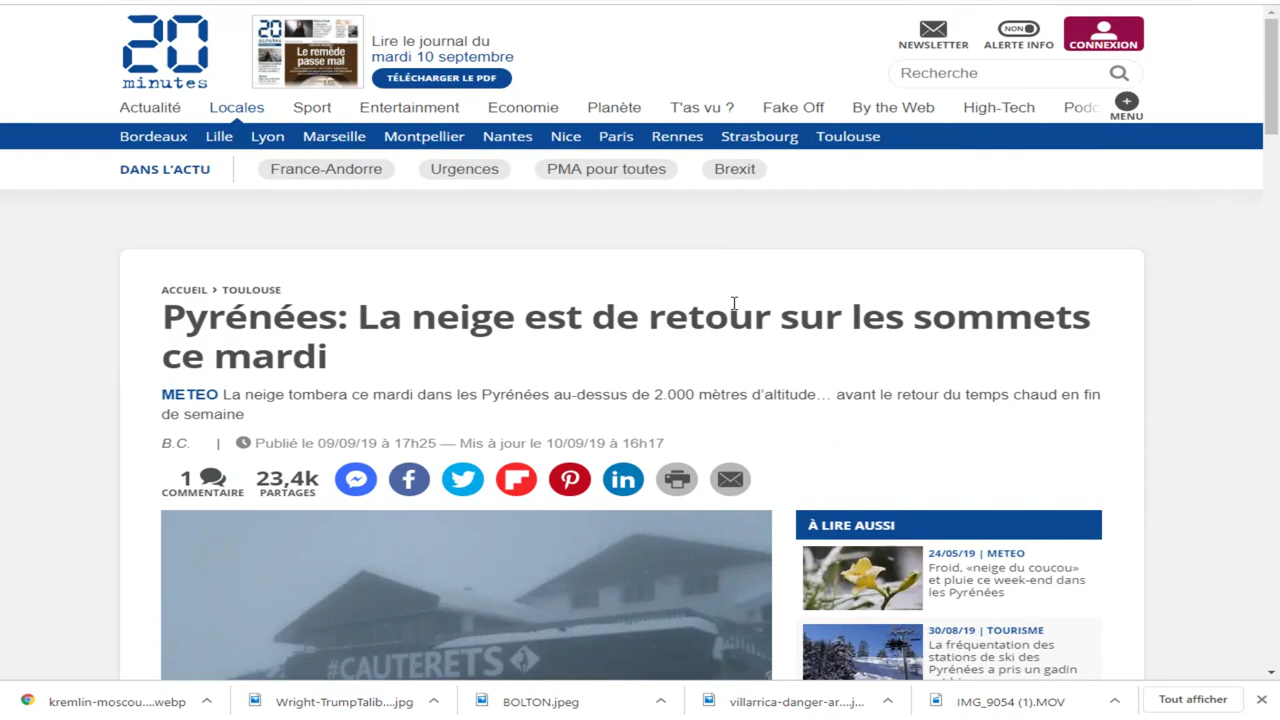 20
minutes
20
Le remède
passe mal
Lire le journal du
mardi 10 septembre
TÉLÉCHARGER LE PDF
NEWSLETTER
NON
ALERTE INFO
CONNEXION
Recherche
Actualité Locales Sport Entertainment Economie Planète T'as vu ? Fake Off By the Web High-Tech Podc
MENU
Bordeaux Lille Lyon Marseille Montpellier Nantes Nice Paris Rennes Strasbourg Toulouse
DANS L'ACTU France-Andorre Urgences PMA pour toutes Brexit
ACCUEIL › TOULOUSE
Pyrénées: La neige est de retour sur les sommets
ce mardi
METEO La neige tombera ce mardi dans les Pyrénées au-dessus de 2.000 mètres d'altitude… avant le retour du temps chaud en fin
de semaine
B.C. | Publié le 09/09/19 à 17h25 — Mis à jour le 10/09/19 à 16h17
1
COMMENTAIRE
23,4k
PARTAGES
#CAUTERETS
À LIRE AUSSI
24/05/19 | METEO
Froid, «neige du coucou»
et pluie ce week-end dans
les Pyrénées
30/08/19 | TOURISME
La fréquentation des
stations de ski des
Pyrénées a pris un gadin
kremlin-moscou....webp Wright-TrumpTalib....jpg BOLTON.jpeg villarrica-danger-ar....j... IMG_9054 (1).MOV Tout afficher